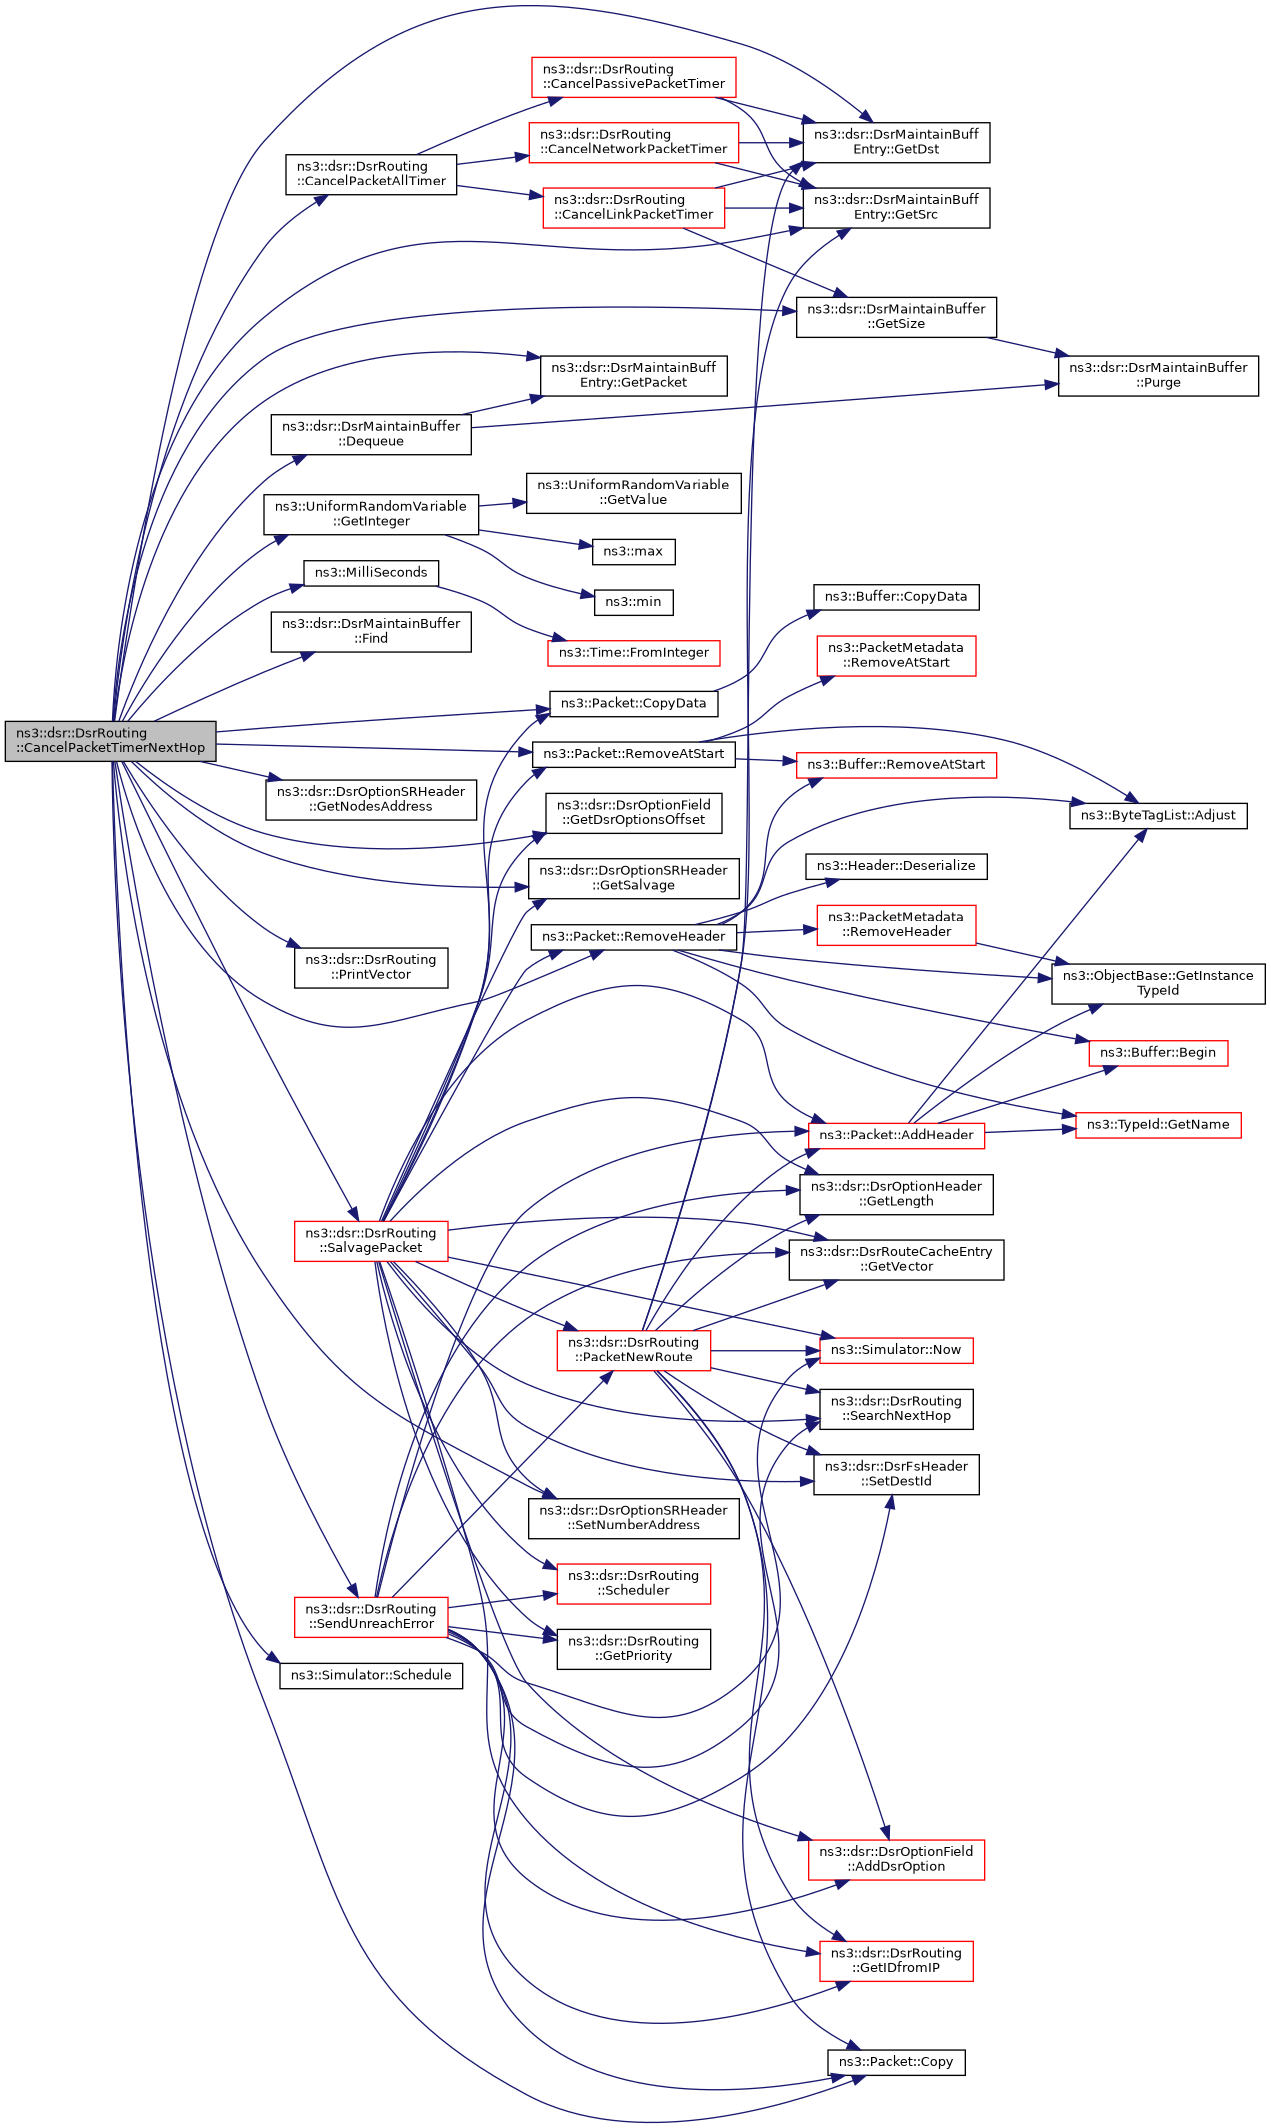 ns3::dsr::DsrRouting
::CancelPassivePacketTimer
ns3::dsr::DsrRouting
::CancelNetworkPacketTimer
ns3::dsr::DsrMaintainBuff
Entry::GetDst
ns3::dsr::DsrRouting
::CancelPacketAllTimer
ns3::dsr::DsrRouting
::CancelLinkPacketTimer
ns3::dsr::DsrMaintainBuff
Entry::GetSrc
ns3::dsr::DsrMaintainBuffer
::GetSize
ns3::dsr::DsrMaintainBuff
Entry::GetPacket
ns3::dsr::DsrMaintainBuffer
::Purge
ns3::dsr::DsrMaintainBuffer
::Dequeue
ns3::UniformRandomVariable
::GetValue
ns3::UniformRandomVariable
::GetInteger
ns3::max
ns3::MilliSeconds
ns3::min
ns3::Buffer::CopyData
ns3::dsr::DsrMaintainBuffer
::Find
ns3::Time::FromInteger
ns3::PacketMetadata
::RemoveAtStart
ns3::Packet::CopyData
ns3::dsr::DsrRouting
::CancelPacketTimerNextHop
ns3::Packet::RemoveAtStart
ns3::Buffer::RemoveAtStart
ns3::dsr::DsrOptionSRHeader
::GetNodesAddress
ns3::dsr::DsrOptionField
::GetDsrOptionsOffset
ns3::ByteTagList::Adjust
ns3::dsr::DsrOptionSRHeader
::GetSalvage
ns3::Header::Deserialize
ns3::Packet::RemoveHeader
ns3::PacketMetadata
::RemoveHeader
ns3::dsr::DsrRouting
::PrintVector
ns3::ObjectBase::GetInstance
TypeId
ns3::Buffer::Begin
ns3::TypeId::GetName
ns3::Packet::AddHeader
ns3::dsr::DsrOptionHeader
::GetLength
ns3::dsr::DsrRouting
::SalvagePacket
ns3::dsr::DsrRouteCacheEntry
::GetVector
ns3::dsr::DsrRouting
::PacketNewRoute
ns3::Simulator::Now
ns3::dsr::DsrRouting
::SearchNextHop
ns3::dsr::DsrFsHeader
::SetDestId
ns3::dsr::DsrOptionSRHeader
::SetNumberAddress
ns3::dsr::DsrRouting
::Scheduler
ns3::dsr::DsrRouting
::SendUnreachError
ns3::dsr::DsrRouting
::GetPriority
ns3::Simulator::Schedule
ns3::dsr::DsrOptionField
::AddDsrOption
ns3::dsr::DsrRouting
::GetIDfromIP
ns3::Packet::Copy